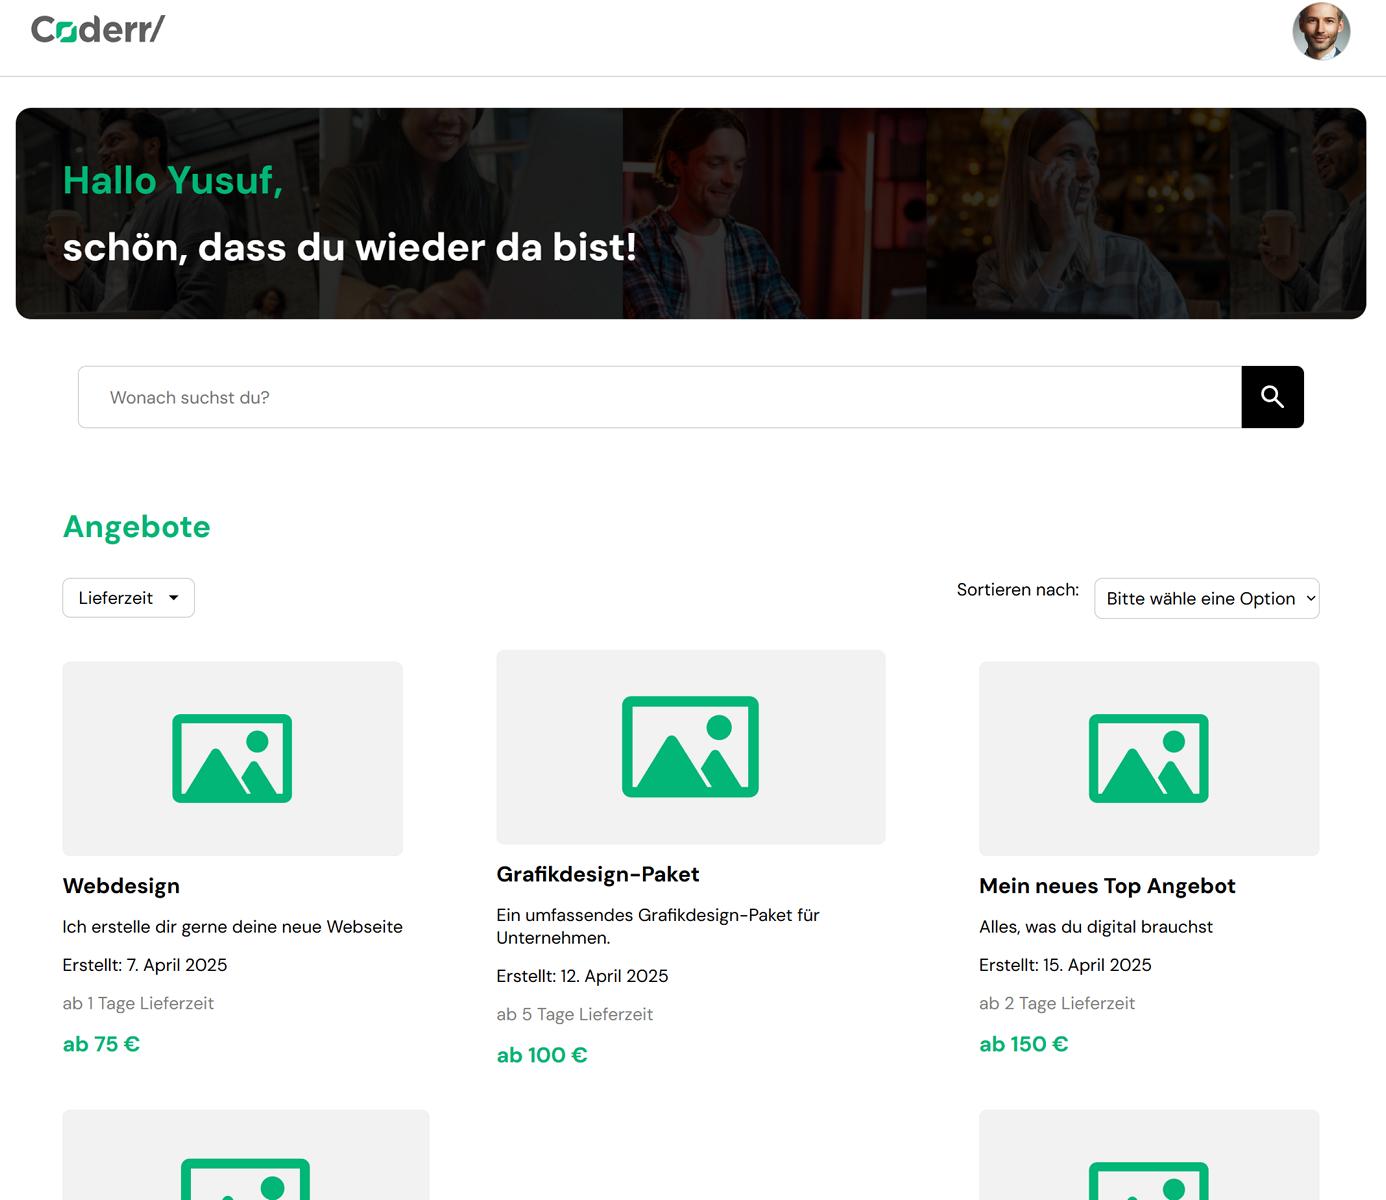 Coderr/
Hallo Yusuf,
schön, dass du wieder da bist!
Wonach suchst du?
Angebote
Lieferzeit
Sortieren nach:
Bitte wähle eine Option
Webdesign
Ich erstelle dir gerne deine neue Webseite
Erstellt: 7. April 2025
ab 1 Tage Lieferzeit
ab 75 €
Grafikdesign-Paket
Ein umfassendes Grafikdesign-Paket für
Unternehmen.
Erstellt: 12. April 2025
ab 5 Tage Lieferzeit
ab 100 €
Mein neues Top Angebot
Alles, was du digital brauchst
Erstellt: 15. April 2025
ab 2 Tage Lieferzeit
ab 150 €